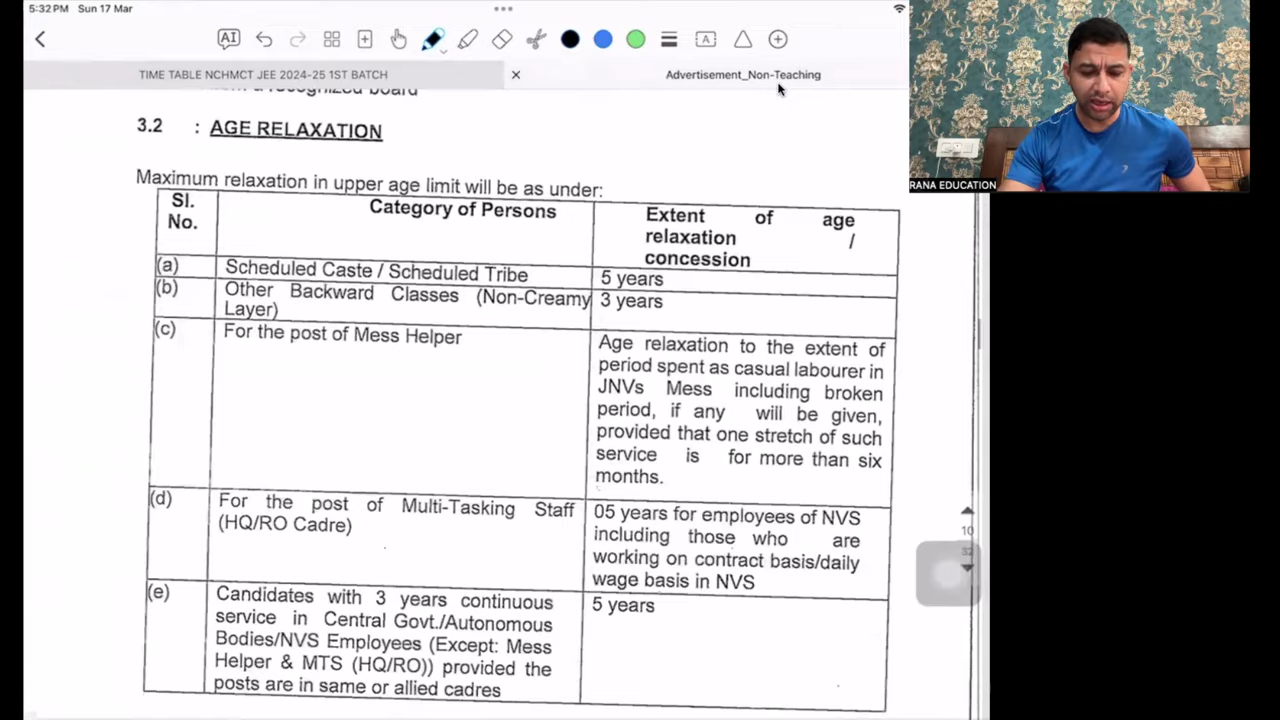 5:32 PM Sun 17 Mar
AI
A
TIME TABLE NCHMCT JEE 2024-25 1ST BATCH
Advertisement_Non-Teaching
recognized board
3.2 : AGE RELAXATION
Maximum relaxation in upper age limit will be as under:
Sl.
No.
Category of Persons
Extent of age
relaxation /
concession
(a) Scheduled Caste / Scheduled Tribe 5 years
(b) Other Backward Classes (Non-Creamy
Layer)
3 years
(c) For the post of Mess Helper
Age relaxation to the extent of
period spent as casual labourer in
JNVs Mess including broken
period, if any will be given,
provided that one stretch of such
service is for more than six
months.
(d) For the post of Multi-Tasking Staff
(HQ/RO Cadre)
05 years for employees of NVS
including those who are
working on contract basis/daily
wage basis in NVS
(e) Candidates with 3 years continuous
service in Central Govt./Autonomous
Bodies/NVS Employees (Except: Mess
Helper & MTS (HQ/RO)) provided the
posts are in same or allied cadres
5 years
10
32
RANA EDUCATION